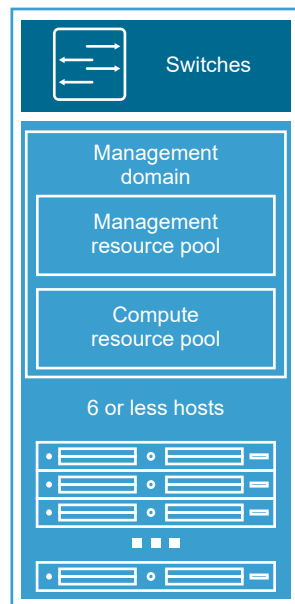 Switches
Management
domain
Management
resource pool
Compute
resource pool
6 or less hosts